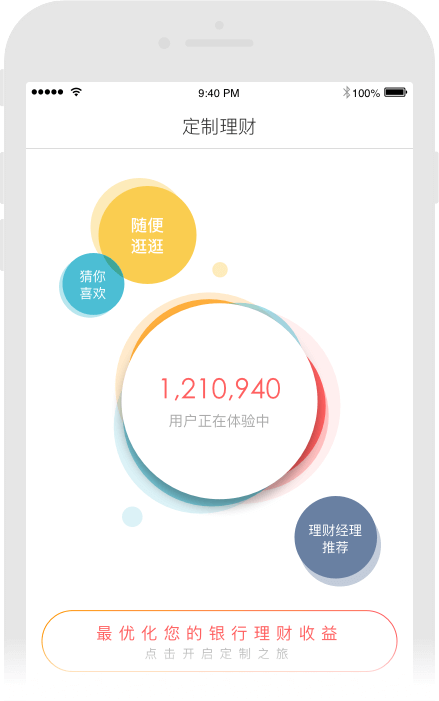 9:40 PM 100%
定制理财
随便
逛逛
猜你
喜欢
1,210,940
用户正在体验中
理财经理
推荐
最优化您的银行理财收益
点击开启定制之旅